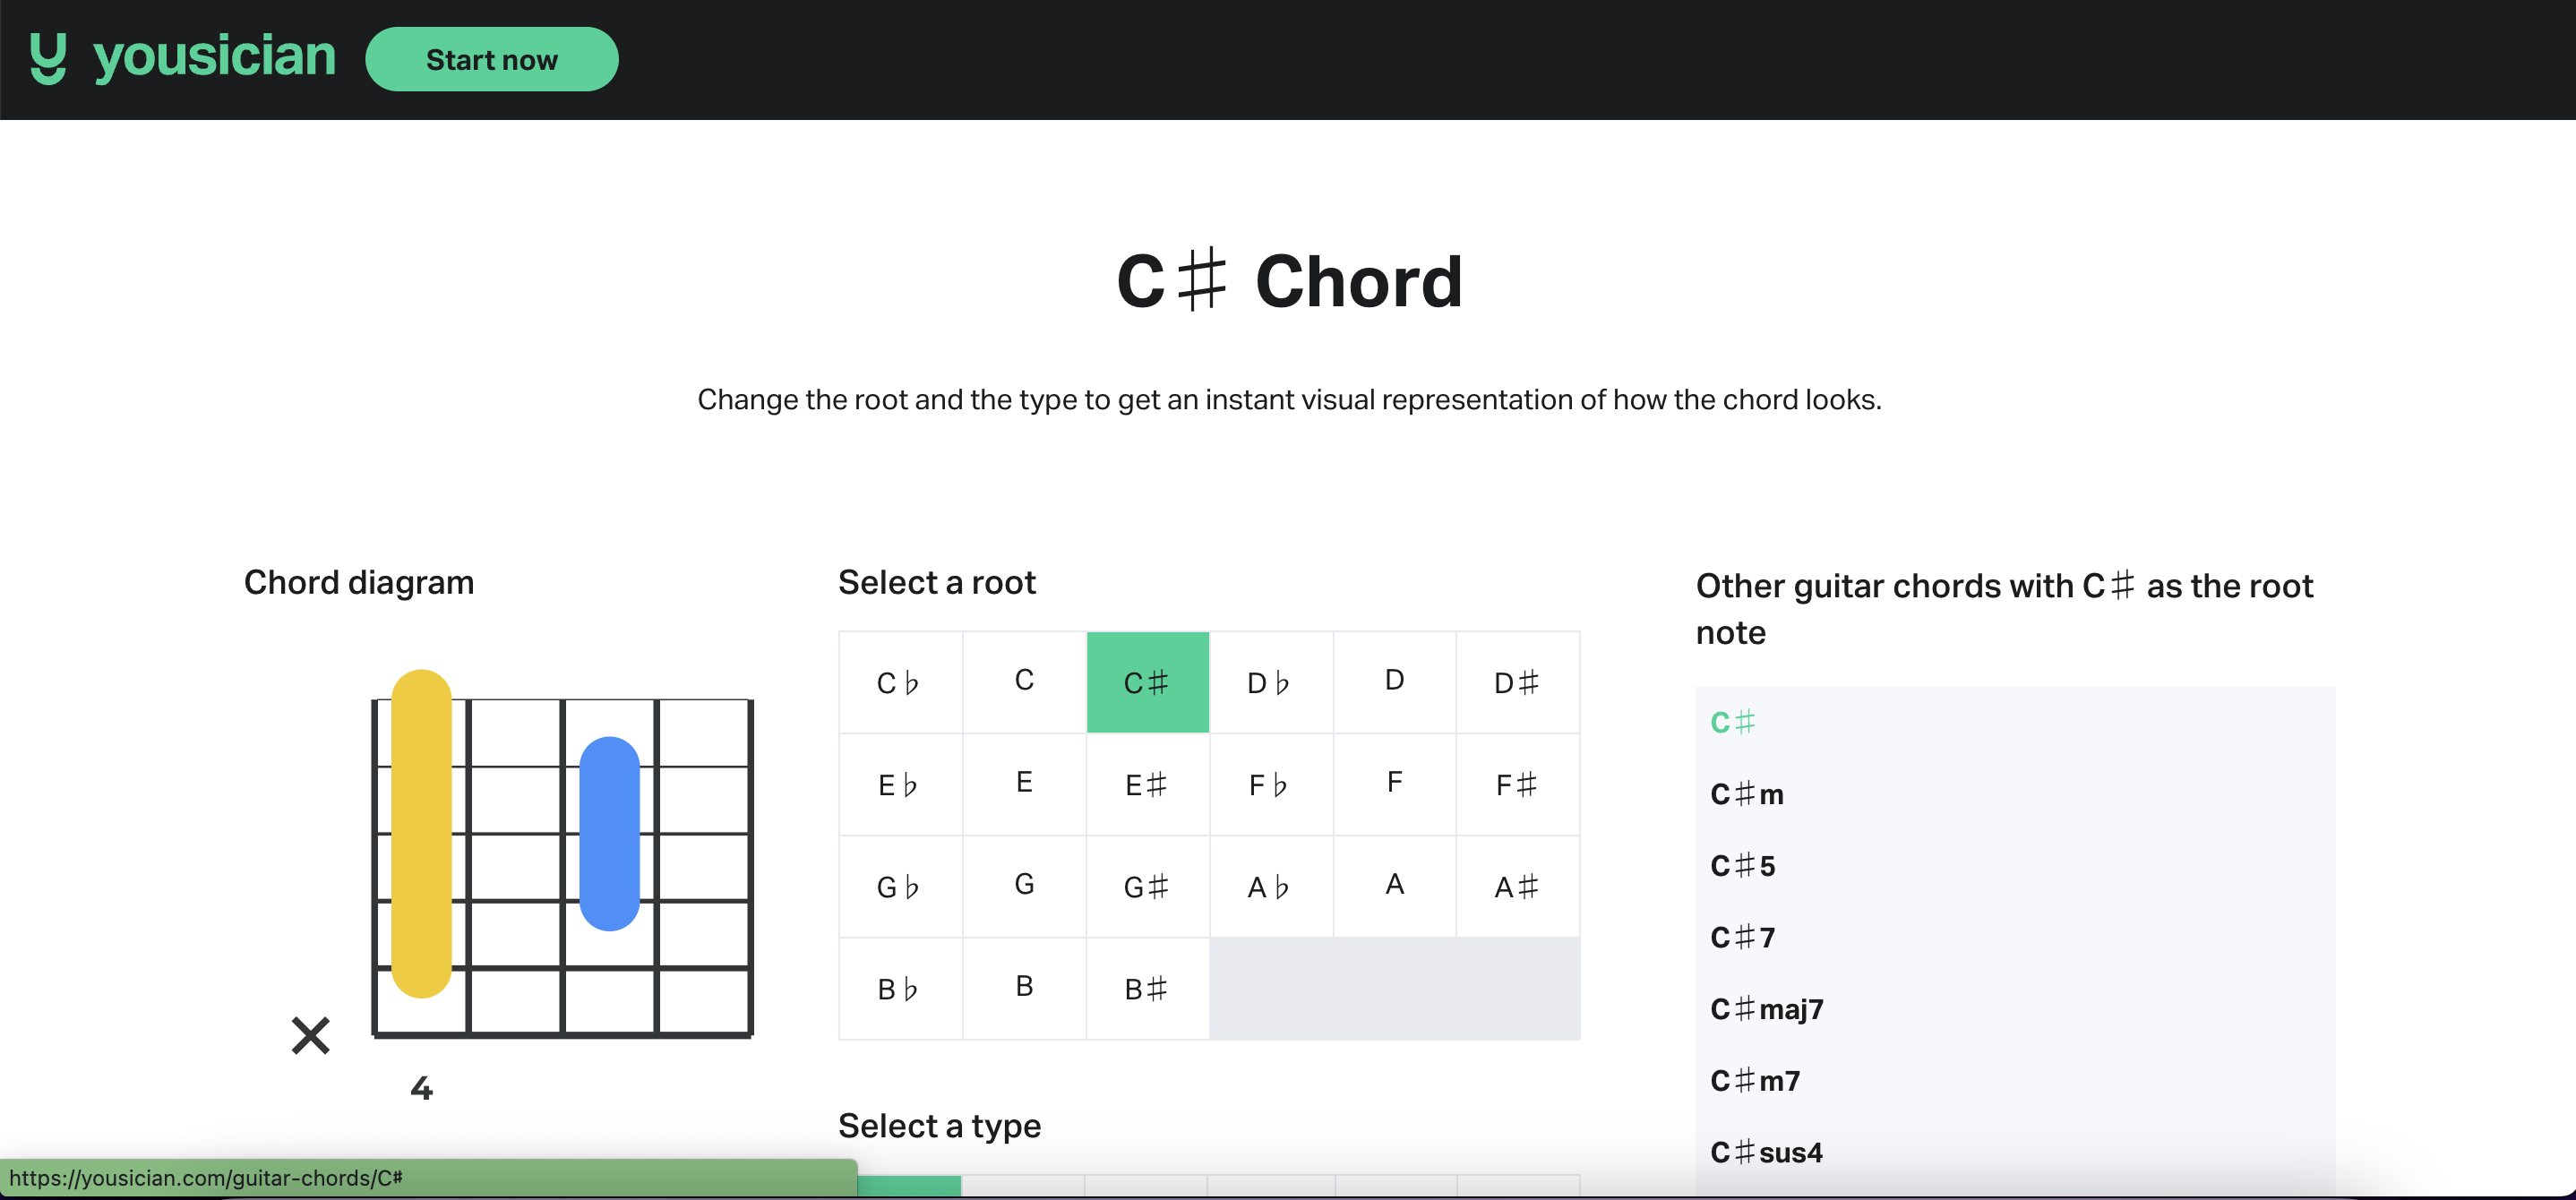 yousician
Start now
C♯ Chord
Change the root and the type to get an instant visual representation of how the chord looks.
Chord diagram
4
Select a root
C♭ C C♯ D♭ D D♯
E♭ E E♯ F♭ F F♯
G♭ G G♯ A♭ A A♯
B♭ B B♯
Select a type
Other guitar chords with C♯ as the root
note
C♯
C♯m
C♯5
C♯7
C♯maj7
C♯m7
C♯sus4
https://yousician.com/guitar-chords/C♯